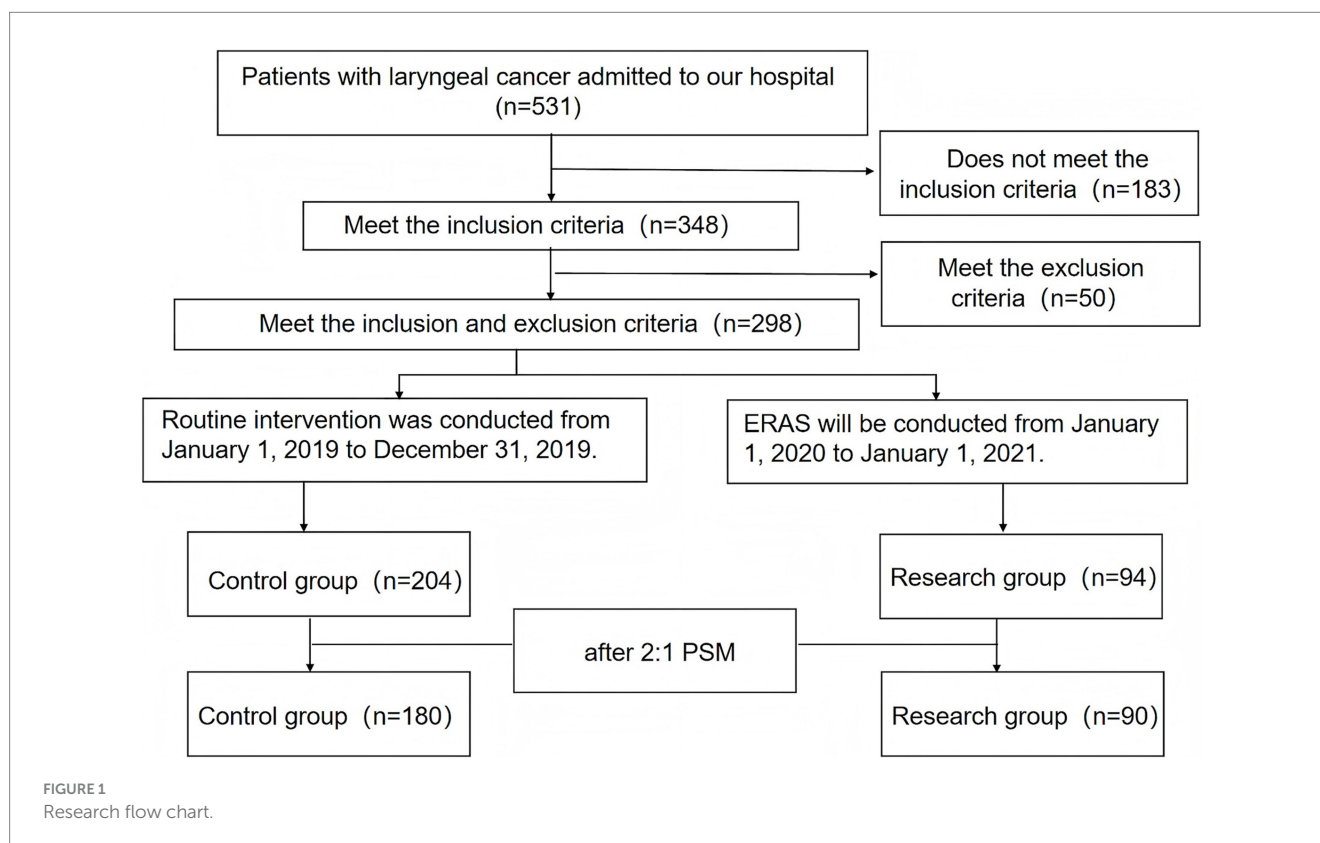 Patients with laryngeal cancer admitted to our hospital
(n=531)
Does not meet the
inclusion criteria (n=183)
Meet the inclusion criteria (n=348)
Meet the exclusion
criteria (n=50)
Meet the inclusion and exclusion criteria (n=298)
Routine intervention was conducted from
January 1, 2019 to December 31, 2019.
ERAS will be conducted from January
1, 2020 to January 1, 2021.
Control group (n=204)
Research group (n=94)
after 2:1 PSM
Control group (n=180)
Research group (n=90)
FIGURE 1
Research flow chart.